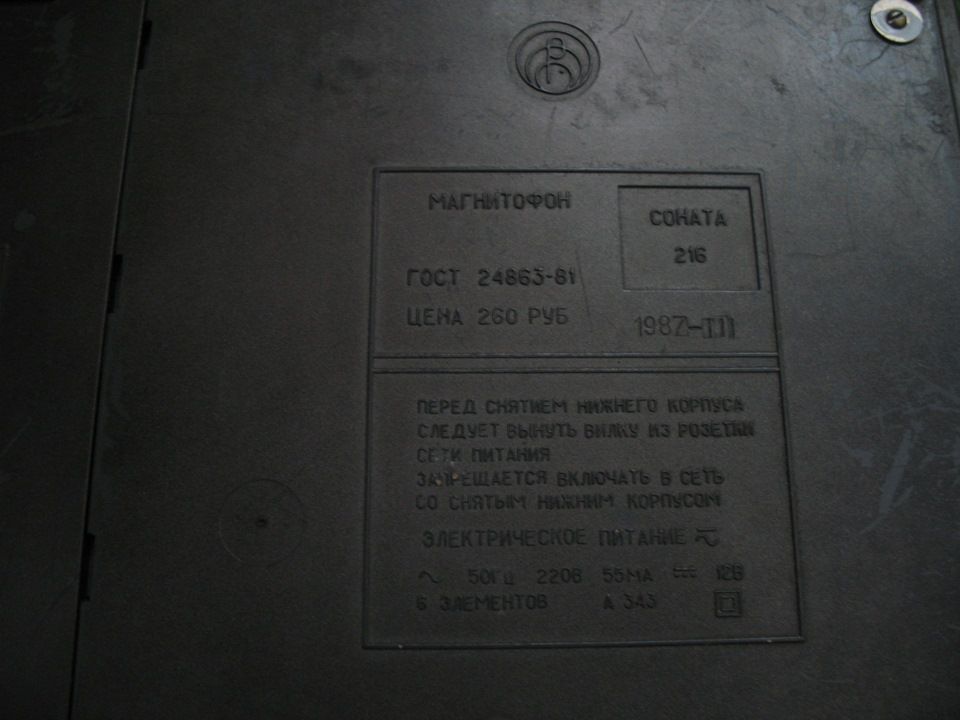 МАГНИТОФОН
СОНАТА
216
ГОСТ 24863-81
ЦЕНА 260 РУБ
1987-III
ПЕРЕД СНЯТИЕМ НИЖНЕГО КОРПУСА
СЛЕДУЕТ ВЫНУТЬ ВИЛКУ ИЗ РОЗЕТКИ
СЕТИ ПИТАНИЯ
ЗАПРЕЩАЕТСЯ ВКЛЮЧАТЬ В СЕТЬ
СО СНЯТЫМ НИЖНИМ КОРПУСОМ
ЭЛЕКТРИЧЕСКОЕ ПИТАНИЕ
~ 50ГЦ 220В 55МА 12В
6 ЭЛЕМЕНТОВ А 343